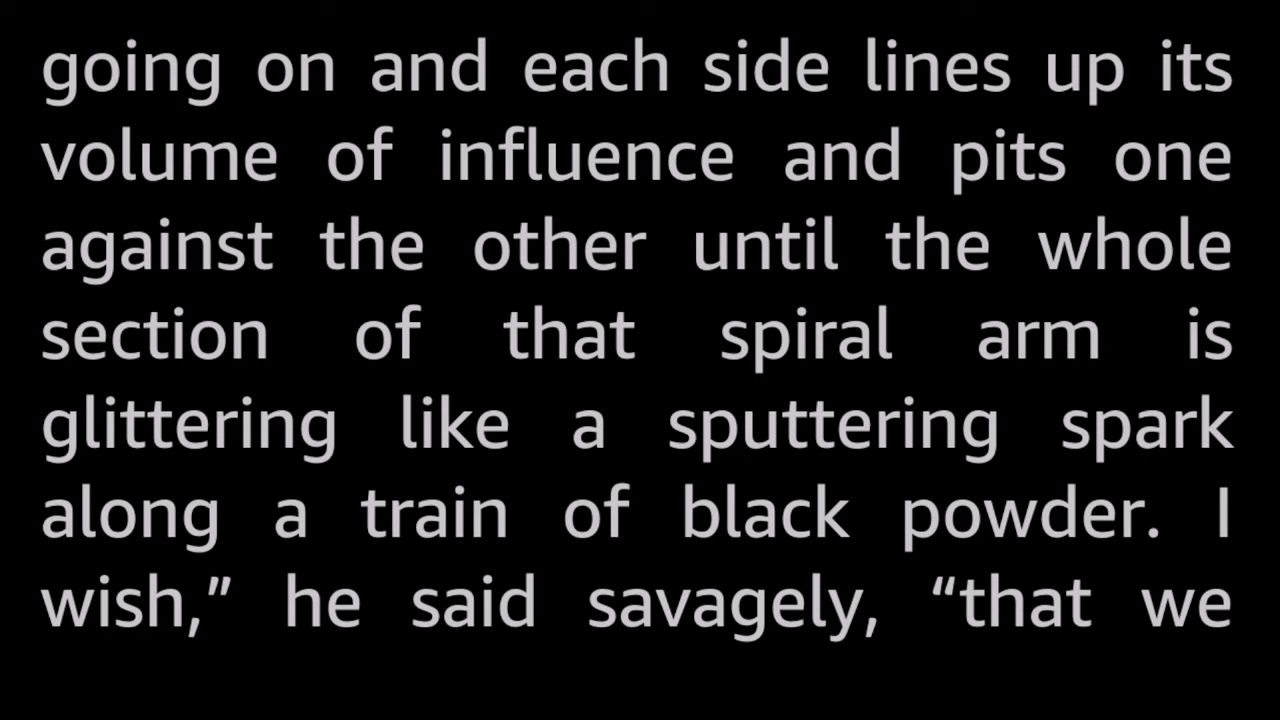 going on and each side lines up its
volume of influence and pits one
against the other until the whole
section of that spiral arm is
glittering like a sputtering spark
along a train of black powder. I
wish,” he said savagely, “that we